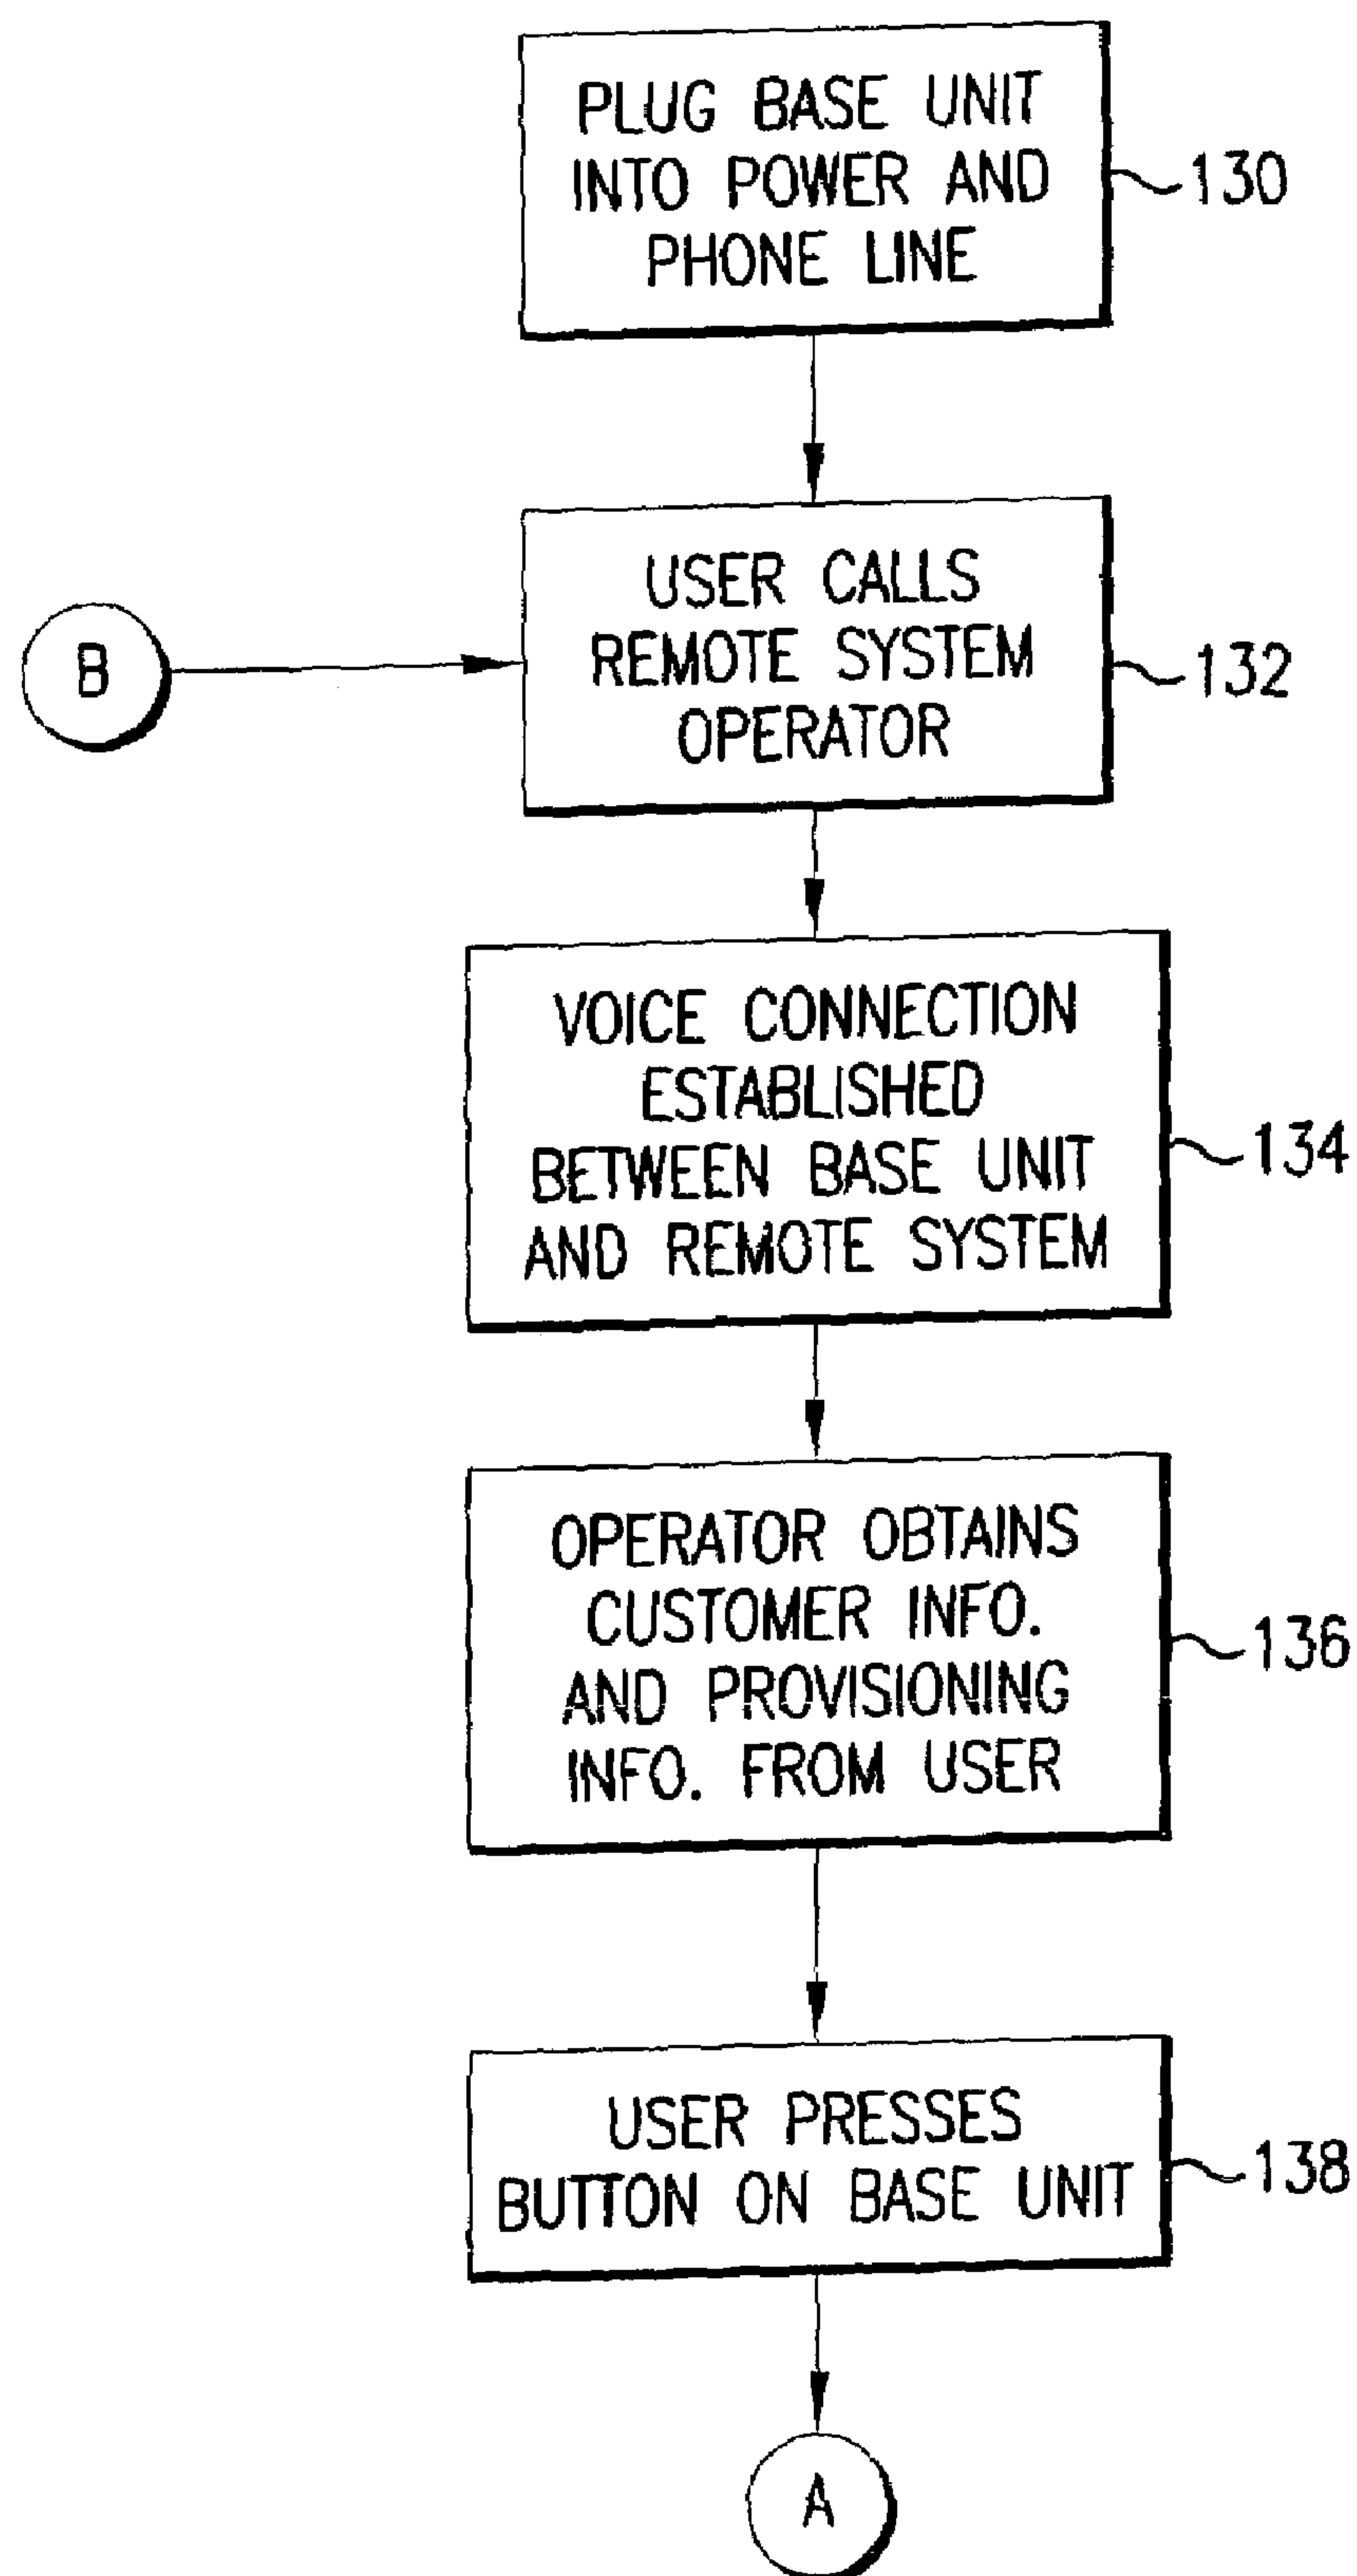 PLUG BASE UNIT
INTO POWER AND
PHONE LINE
130
USER CALLS
REMOTE SYSTEM
OPERATOR
132
B
VOICE CONNECTION
ESTABLISHED
BETWEEN BASE UNIT
AND REMOTE SYSTEM
134
OPERATOR OBTAINS
CUSTOMER INFO.
AND PROVISIONING
INFO. FROM USER
136
USER PRESSES
BUTTON ON BASE UNIT
138
A